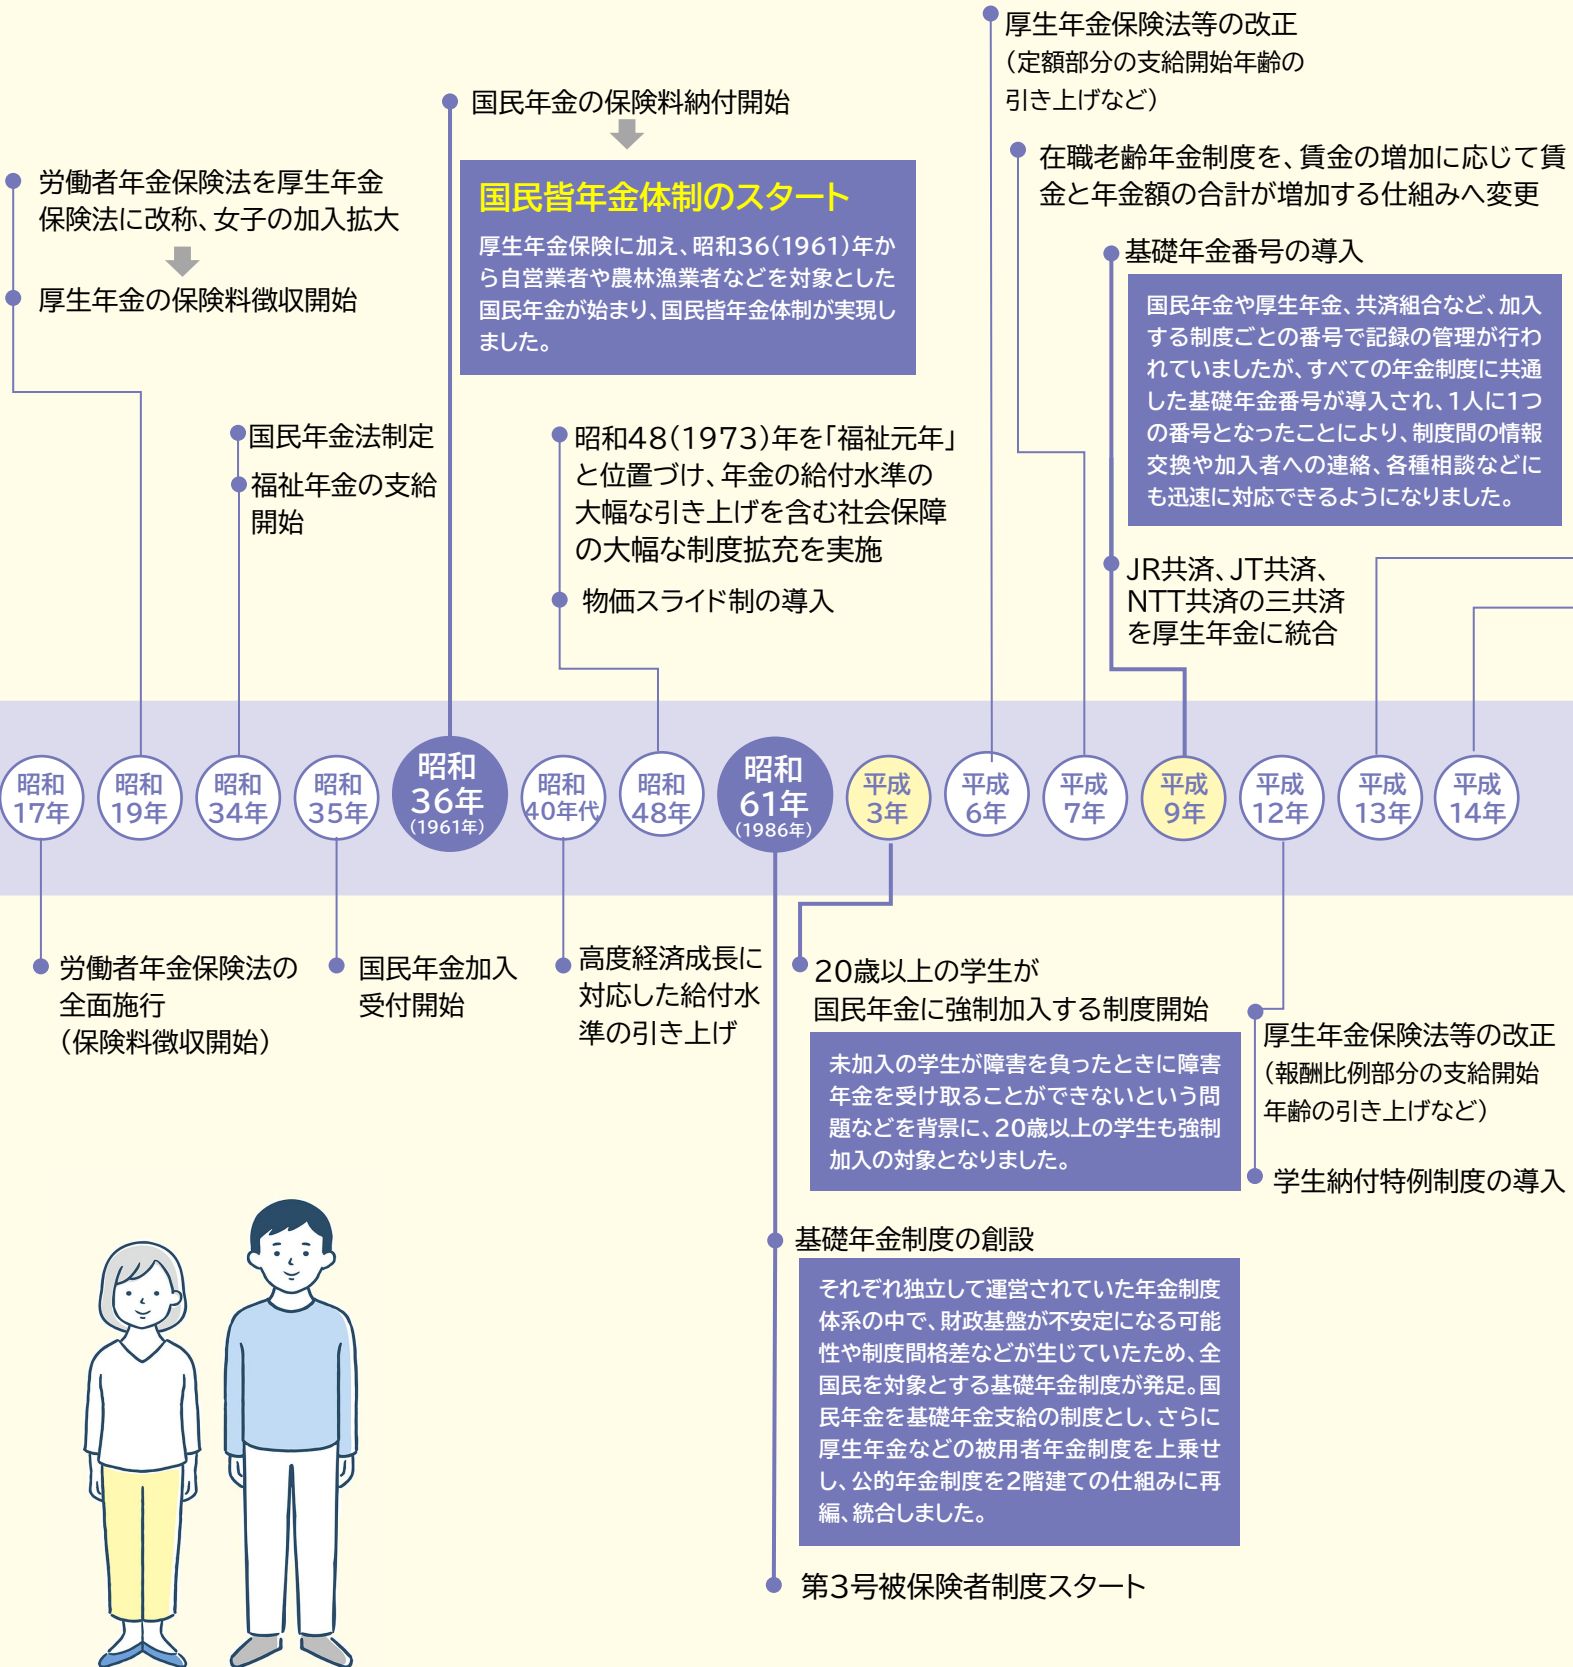 厚生年金保険法等の改正
（定額部分の支給開始年齢の
引き上げなど）
国民年金の保険料納付開始
国民皆年金体制のスタート
厚生年金保険に加え、昭和36（1961）年か
ら自営業者や農林漁業者などを対象とした
国民年金が始まり、国民皆年金体制が実現し
ました。
在職老齢年金制度を、賃金の増加に応じて賃
金と年金額の合計が増加する仕組みへ変更
労働者年金保険法を厚生年金
保険法に改称、女子の加入拡大
厚生年金の保険料徴収開始
基礎年金番号の導入
国民年金や厚生年金、共済組合など、加入
する制度ごとの番号で記録の管理が行わ
れていましたが、すべての年金制度に共通
した基礎年金番号が導入され、1人に1つ
の番号となったことにより、制度間の情報
交換や加入者への連絡、各種相談などに
も迅速に対応できるようになりました。
国民年金法制定
福祉年金の支給
開始
昭和48（1973）年を「福祉元年」
と位置づけ、年金の給付水準の
大幅な引き上げを含む社会保障
の大幅な制度拡充を実施
物価スライド制の導入
JR共済、JT共済、
NTT共済の三共済
を厚生年金に統合
昭和
17年
昭和
19年
昭和
34年
昭和
35年
昭和
36年
（1961年）
昭和
40年代
昭和
48年
昭和
61年
（1986年）
平成
3年
平成
6年
平成
7年
平成
9年
平成
12年
平成
13年
平成
14年
労働者年金保険法の
全面施行
（保険料徴収開始）
国民年金加入
受付開始
高度経済成長に
対応した給付水
準の引き上げ
20歳以上の学生が
国民年金に強制加入する制度開始
未加入の学生が障害を負ったときに障害
年金を受け取ることができないという問
題などを背景に、20歳以上の学生も強制
加入の対象となりました。
厚生年金保険法等の改正
（報酬比例部分の支給開始
年齢の引き上げなど）
学生納付特例制度の導入
基礎年金制度の創設
それぞれ独立して運営されていた年金制度
体系の中で、財政基盤が不安定になる可能
性や制度間格差などが生じていたため、全
国民を対象とする基礎年金制度が発足。国
民年金を基礎年金支給の制度とし、さらに
厚生年金などの被用者年金制度を上乗せ
し、公的年金制度を2階建ての仕組みに再
編、統合しました。
第3号被保険者制度スタート